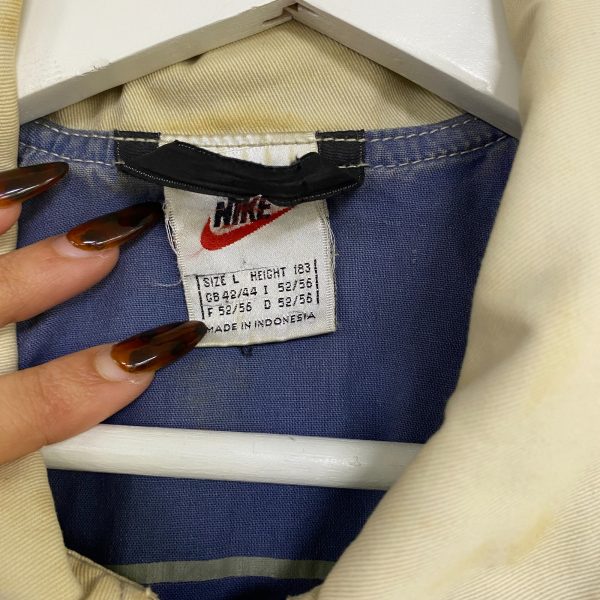 NIKE
SIZE L HEIGHT 183
GB 42/44 I 52/56
F 52/56 D 52/56
MADE IN INDONESIA